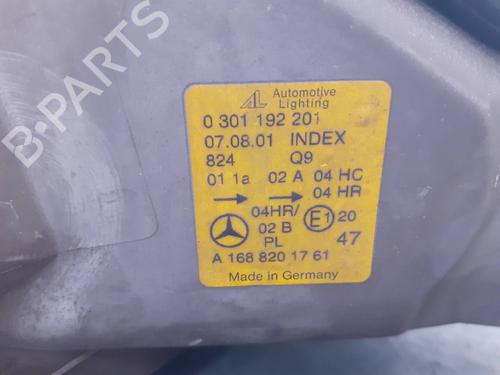 Automotive
Lighting
0 301 192 201
07.08.01 INDEX
824 Q9
01 1a 02 A 04 HC
04 HR
04HR/ E1 20
02 B
PL 47
A 168 820 17 61
Made in Germany
B